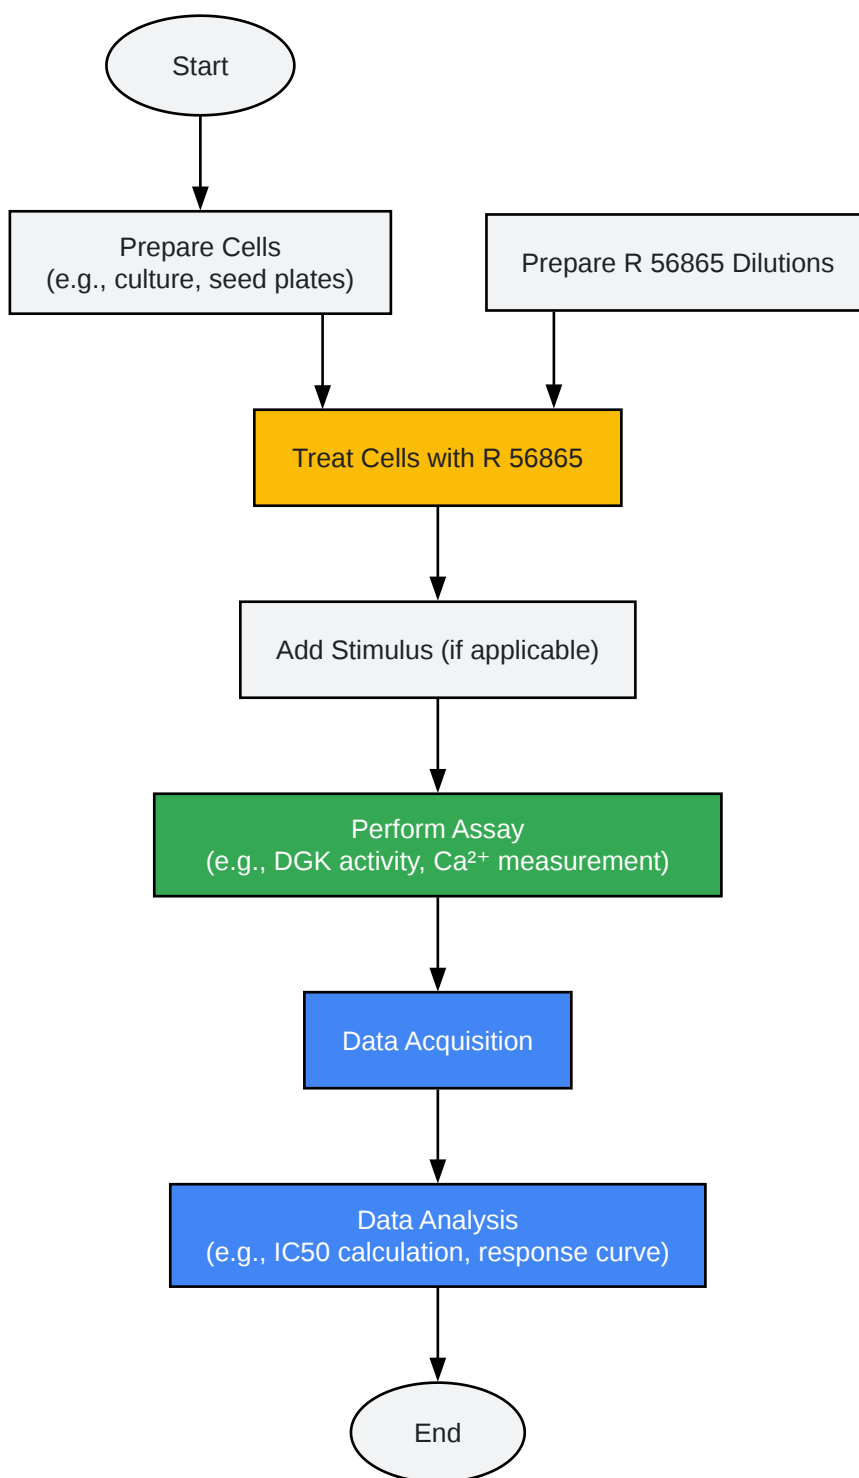 Start
Prepare Cells
(e.g., culture, seed plates)
Prepare R 56865 Dilutions
Treat Cells with R 56865
Add Stimulus (if applicable)
Perform Assay
(e.g., DGK activity, Ca²⁺ measurement)
Data Acquisition
Data Analysis
(e.g., IC50 calculation, response curve)
End